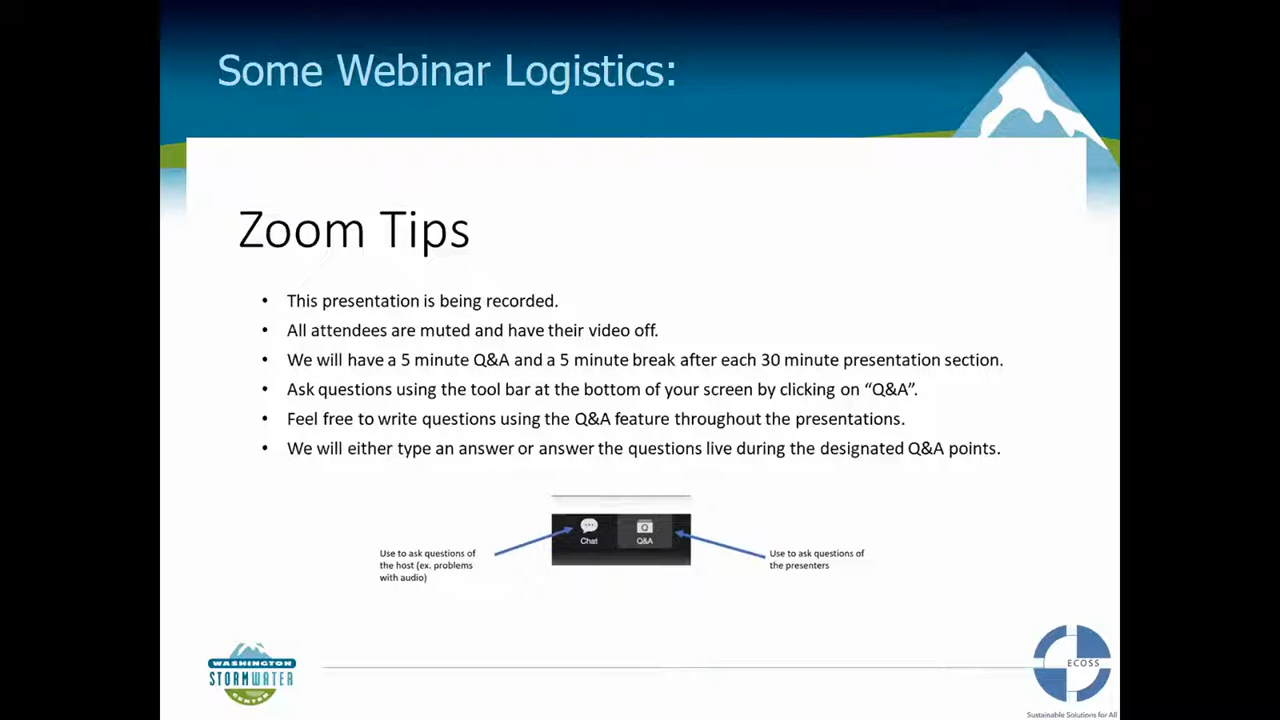 Some Webinar Logistics:
Zoom Tips
• This presentation is being recorded.
• All attendees are muted and have their video off.
• We will have a 5 minute Q&A and a 5 minute break after each 30 minute presentation section.
• Ask questions using the tool bar at the bottom of your screen by clicking on “Q&A”.
• Feel free to write questions using the Q&A feature throughout the presentations.
• We will either type an answer or answer the questions live during the designated Q&A points.
Chat
Q&A
Use to ask questions of
the host (ex. problems
with audio)
Use to ask questions of
the presenters
WASHINGTON
STORMWATER
CENTER
ECOSS
Sustainable Solutions for All